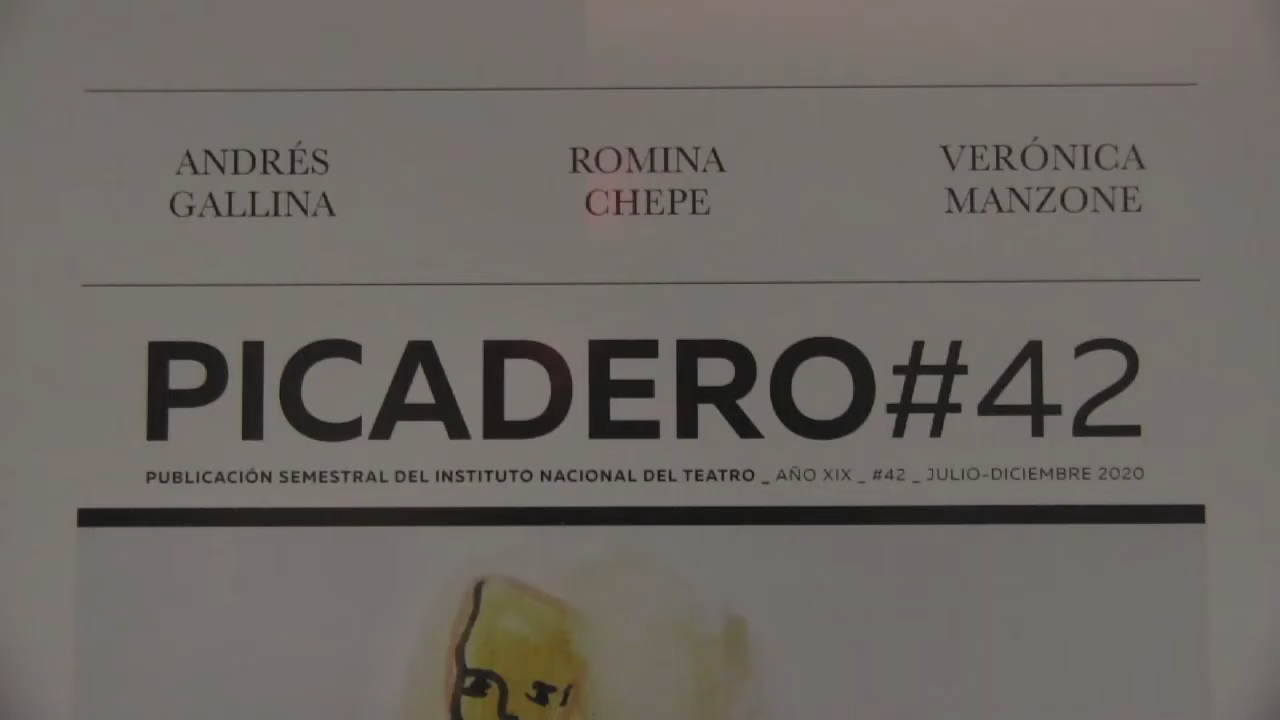 ANDRÉS
GALLINA
ROMINA
CHEPE
VERÓNICA
MANZONE
PICADERO#42
PUBLICACIÓN SEMESTRAL DEL INSTITUTO NACIONAL DEL TEATRO _ AÑO XIX _ #42 _ JULIO-DICIEMBRE 2020